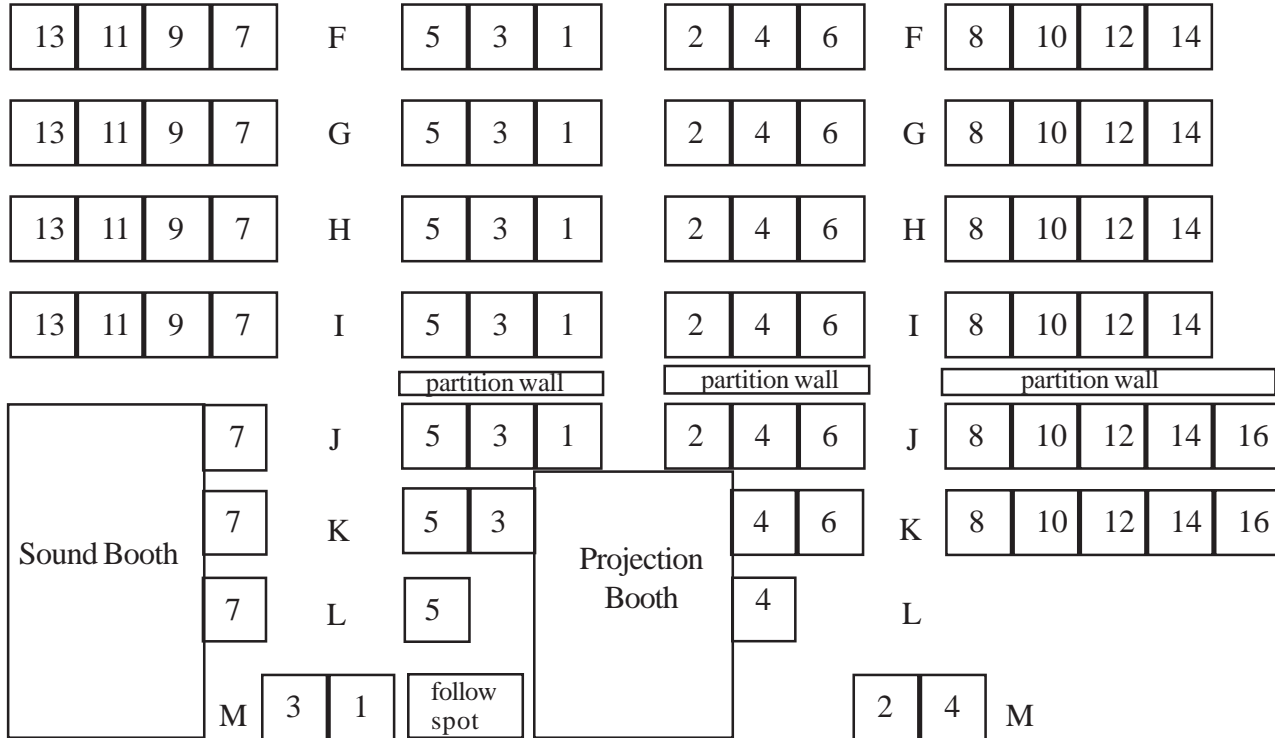 13 11 9 7 F 5 3 1 2 4 6 F 8 10 12 14
13 11 9 7 G 5 3 1 2 4 6 G 8 10 12 14
13 11 9 7 H 5 3 1 2 4 6 H 8 10 12 14
13 11 9 7 I 5 3 1 2 4 6 I 8 10 12 14
partition wall partition wall partition wall
7 J 5 3 1 2 4 6 J 8 10 12 14 16
7 K 5 3 4 6 K 8 10 12 14 16
Sound Booth
Projection
Booth
7 L 5 4 L
M 3 1 follow
spot
2 4 M